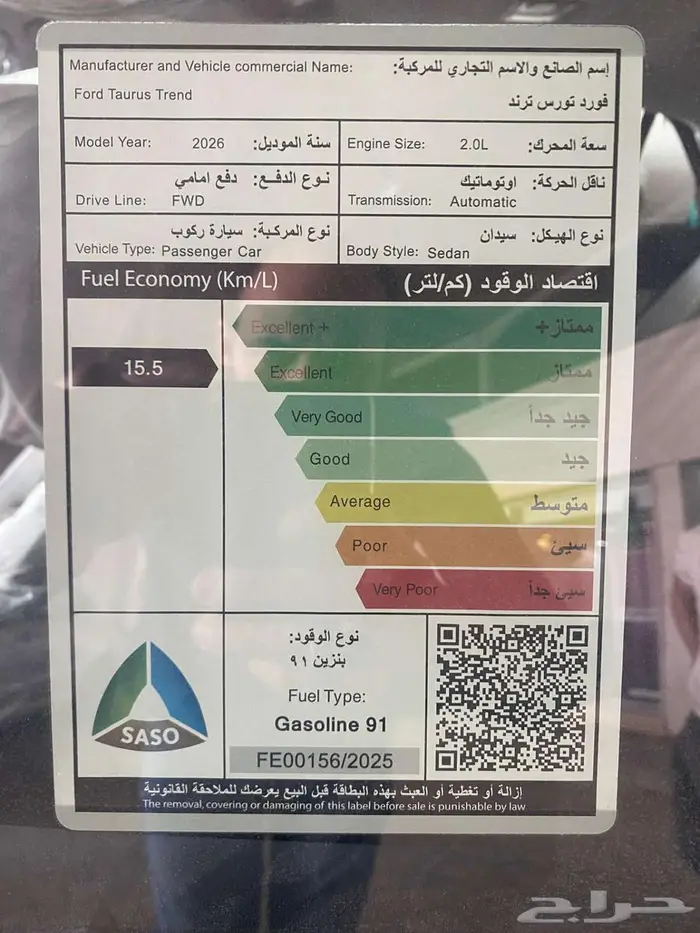 Manufacturer and Vehicle commercial Name: إسم الصانع والاسم التجاري للمركبة:
Ford Taurus Trend فورد تورس ترند
Model Year: 2026 سنة الموديل:
Engine Size: 2.0L سعة المحرك:
نوع الدفع: دفع امامي
Drive Line: FWD
ناقل الحركة: اوتوماتيك
Transmission: Automatic
نوع المركبة: سيارة ركوب
Vehicle Type: Passenger Car
نوع الهيكل: سيدان
Body Style: Sedan
Fuel Economy (Km/L) اقتصاد الوقود (كم/لتر)
Excellent + ممتاز+
15.5
Excellent ممتاز
Very Good جيد جداً
Good جيد
Average متوسط
Poor سيئ
Very Poor سيئ جداً
SASO
نوع الوقود:
بنزين ٩١
Fuel Type:
Gasoline 91
FE00156/2025
إزالة أو تغطية أو العبث بهذه البطاقة قبل البيع يعرضك للملاحقة القانونية
The removal, covering or damaging of this label before sale is punishable by law
حراج